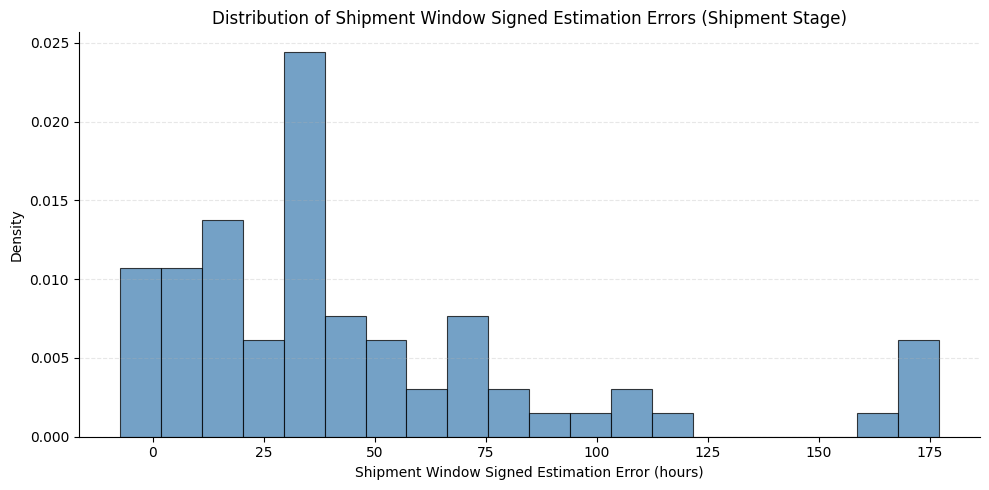 Distribution of Shipment Window Signed Estimation Errors (Shipment Stage)
0.025
0.020
0.015
0.010
0.005
0.000
Density
0 25 50 75 100 125 150 175
Shipment Window Signed Estimation Error (hours)